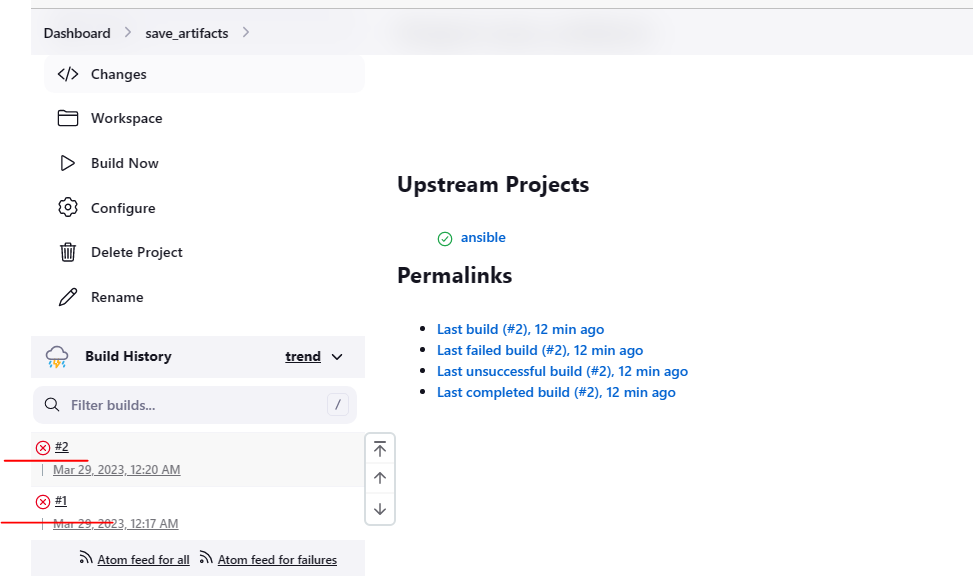 Dashboard > save_artifacts >
Changes
Workspace
Build Now
Configure
Delete Project
Rename
Build History trend
Filter builds... /
#2
Mar 29, 2023, 12:20 AM
#1
Mar 29, 2023, 12:17 AM
Atom feed for all Atom feed for failures
Upstream Projects
ansible
Permalinks
Last build (#2), 12 min ago
Last failed build (#2), 12 min ago
Last unsuccessful build (#2), 12 min ago
Last completed build (#2), 12 min ago